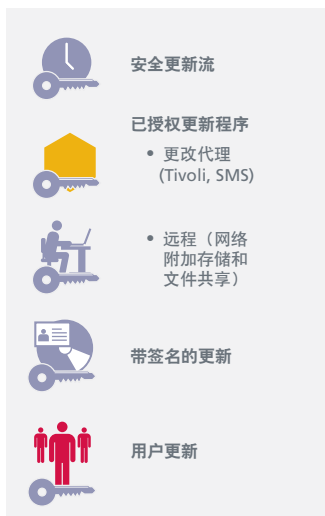 安全更新流
已授权更新程序
• 更改代理
(Tivoli, SMS)
• 远程（网络
附加存储和
文件共享）
带签名的更新
用户更新